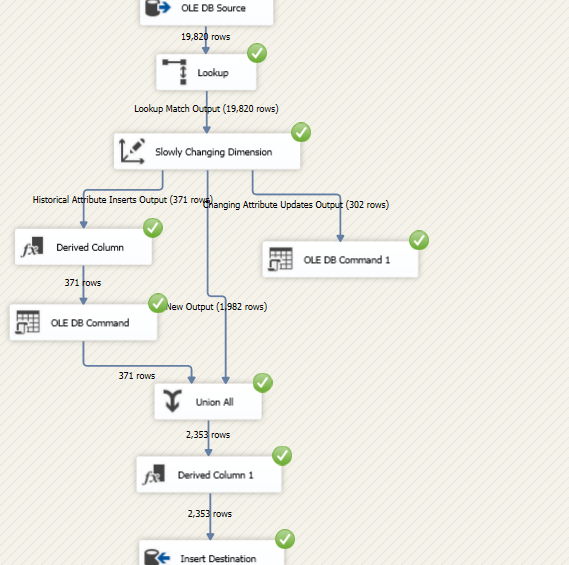 OLE DB Source
19,820 rows
Lookup
Lookup Match Output (19,820 rows)
Slowly Changing Dimension
Historical Attribute Inserts Output (371 rows)
Changing Attribute Updates Output (302 rows)
Derived Column
OLE DB Command 1
371 rows
New Output (1,982 rows)
OLE DB Command
371 rows
Union All
2,353 rows
Derived Column 1
2,353 rows
Insert Destination